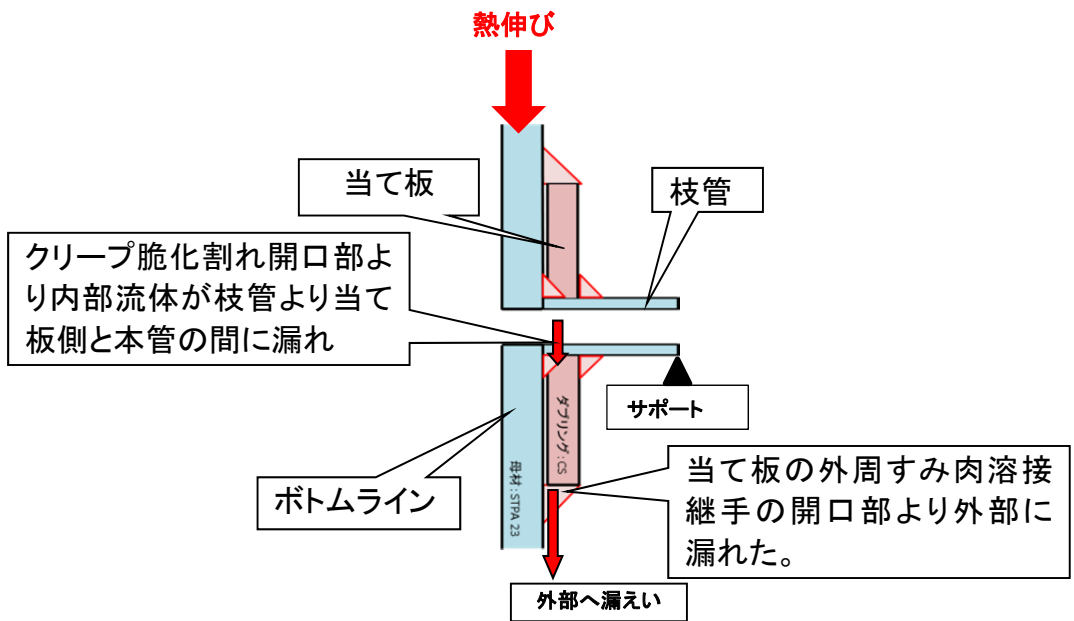 熱伸び
当て板
枝管
クリープ脆化割れ開口部よ
り内部流体が枝管より当て
板側と本管の間に漏れ
サポート
ダブリング：CS
母材：STPA 23
ボトムライン
当て板の外周すみ肉溶接
継手の開口部より外部に
漏れた。
外部へ漏えい